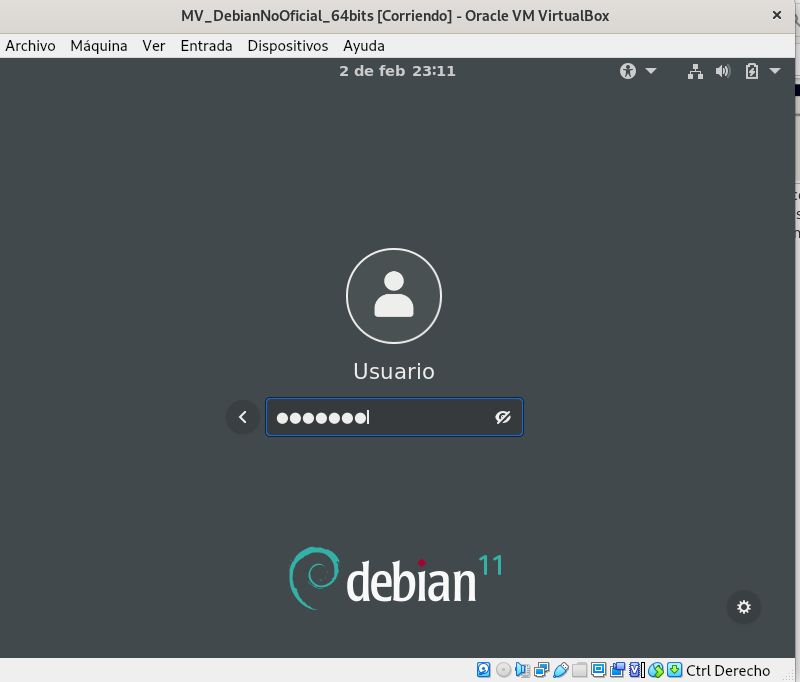 MV_DebianNoOficial_64bits [Corriendo] - Oracle VM VirtualBox
Archivo Máquina Ver Entrada Dispositivos Ayuda
2 de feb 23:11
Usuario
debian 11
Ctrl Derecho